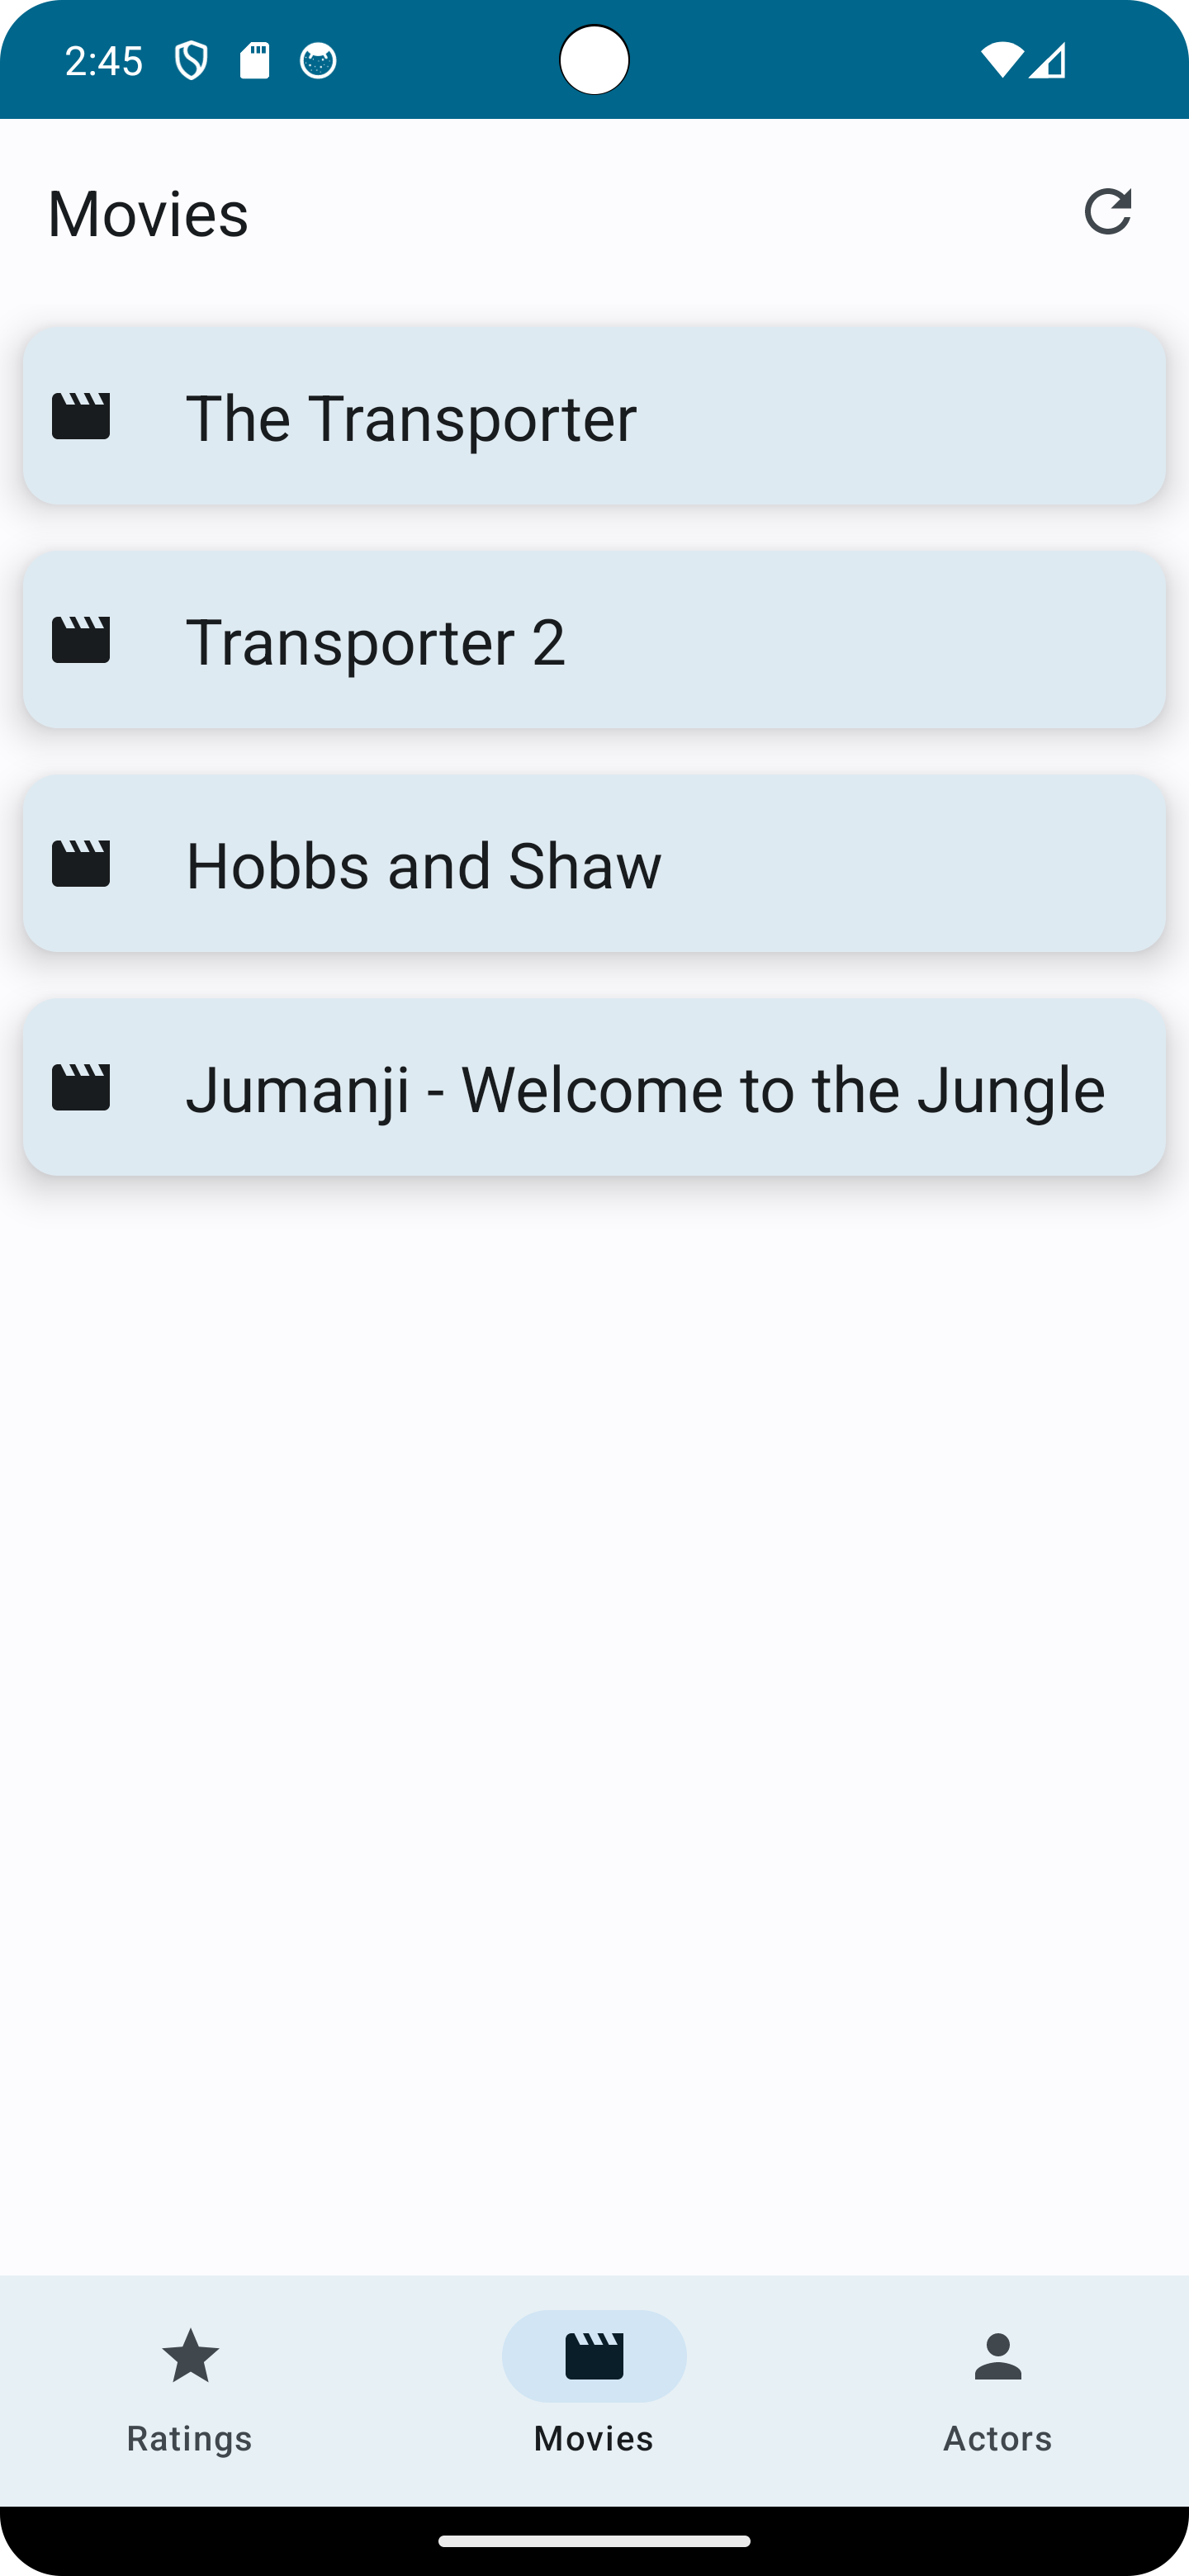 2:45
Movies
The Transporter
Transporter 2
Hobbs and Shaw
Jumanji - Welcome to the Jungle
Ratings
Movies
Actors